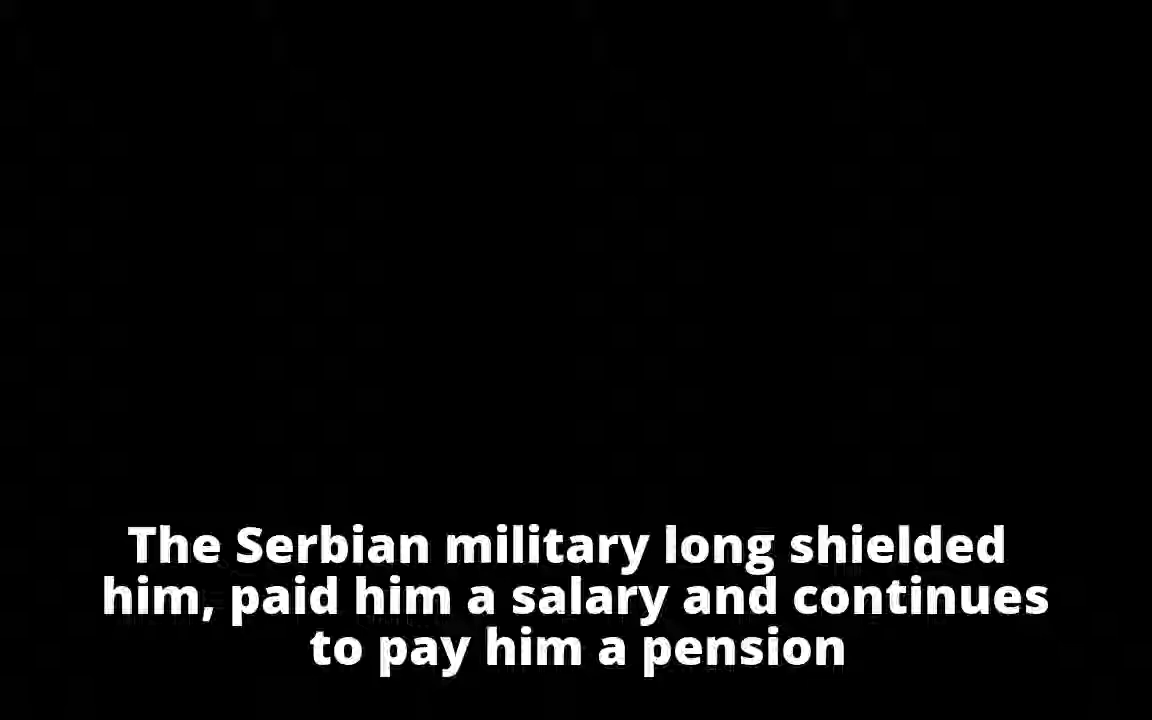 The Serbian military long shielded
him, paid him a salary and continues
to pay him a pension